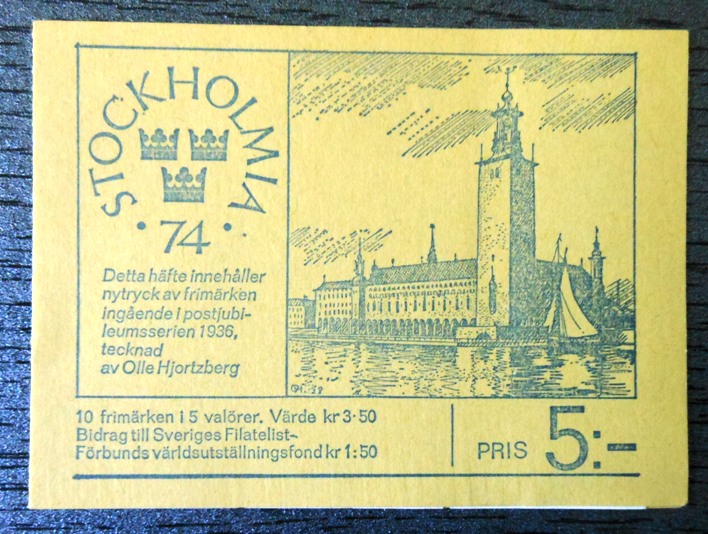 STOCKHOLMIA
• 74 •
Detta häfte innehåller
nytryck av frimärken
ingående i postjubi-
leumsserien 1936,
tecknad
av Olle Hjortzberg
10 frimärken i 5 valörer. Värde kr 3·50
Bidrag till Sveriges Filatelist-
Förbunds världsutställningsfond kr 1:50
PRIS 5:-